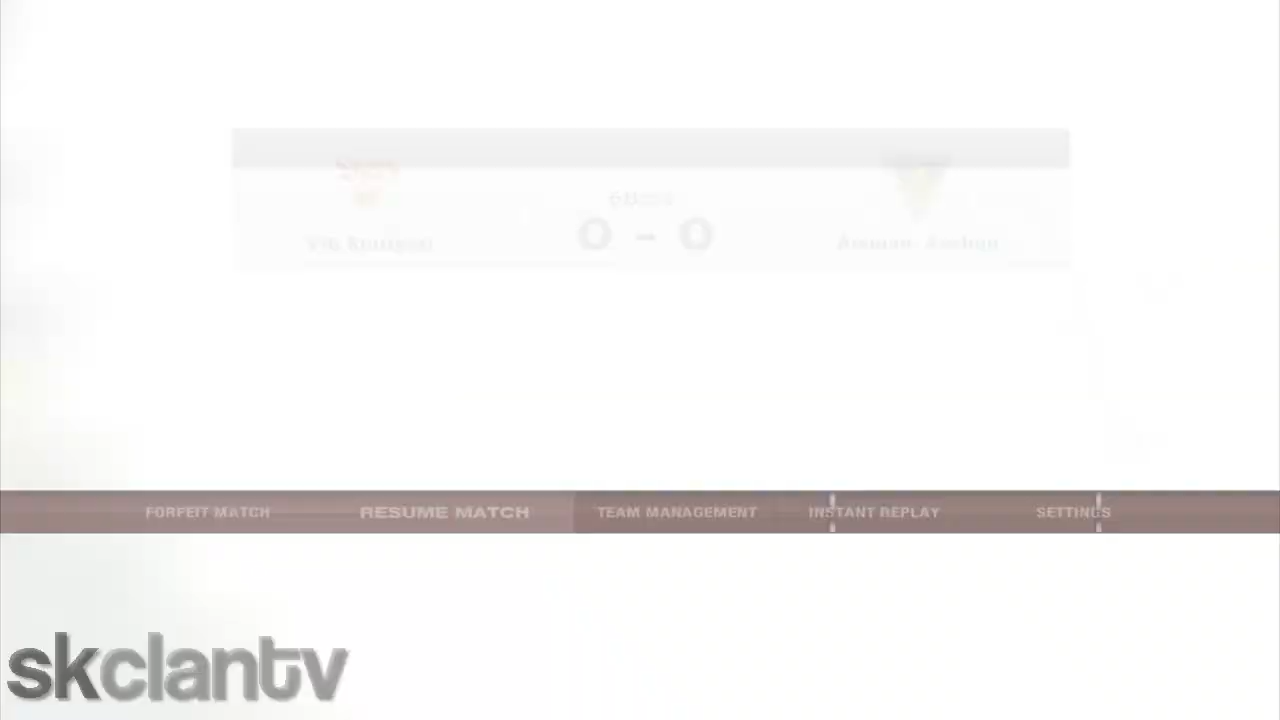 0 - 0
FORFEIT MATCH RESUME MATCH TEAM MANAGEMENT INSTANT REPLAY SETTINGS
skclantv